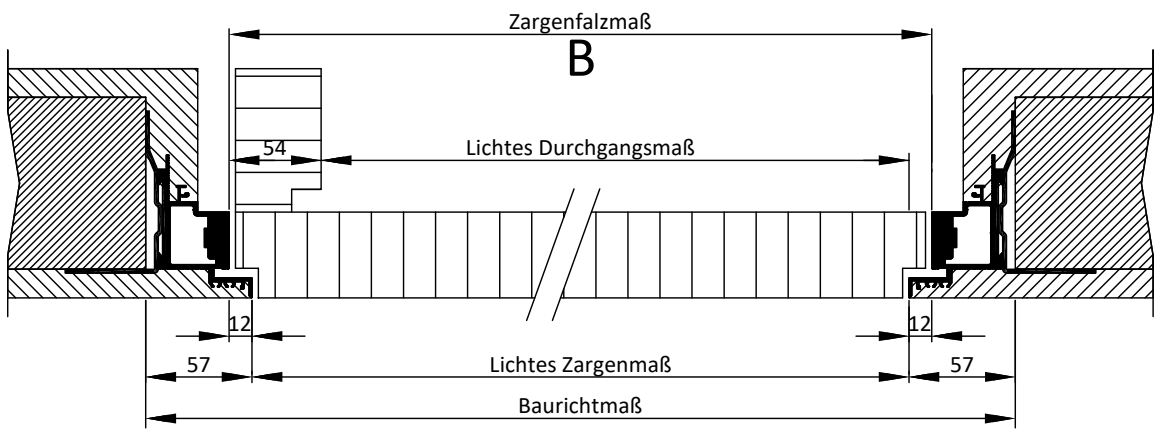 Zargenfalzmaß
B
54
Lichtes Durchgangsmaß
12
12
57
Lichtes Zargenmaß
57
Baurichtmaß